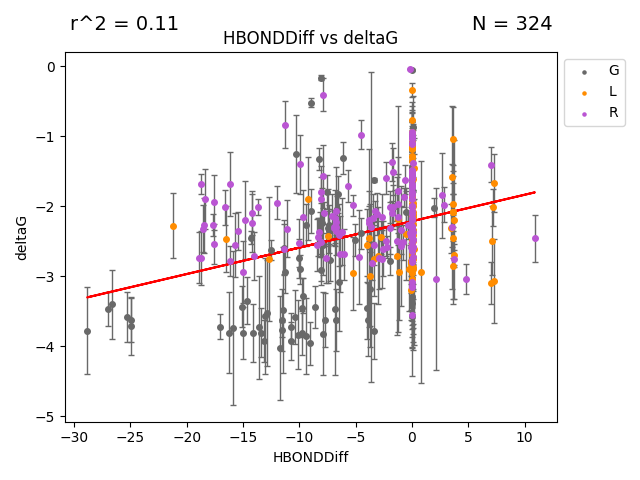 r^2 = 0.11
N = 324
HBONDDiff vs deltaG
G
L
R
deltaG
0
−1
−2
−3
−4
−5
−30
−25
−20
−15
−10
−5
0
5
10
HBONDDiff